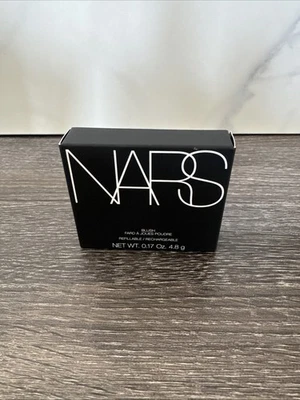 NARS
BLUSH
FARD À JOUES POUDRE
REFILLABLE / RECHARGEABLE
NET WT. 0.17 Oz. 4.8 g